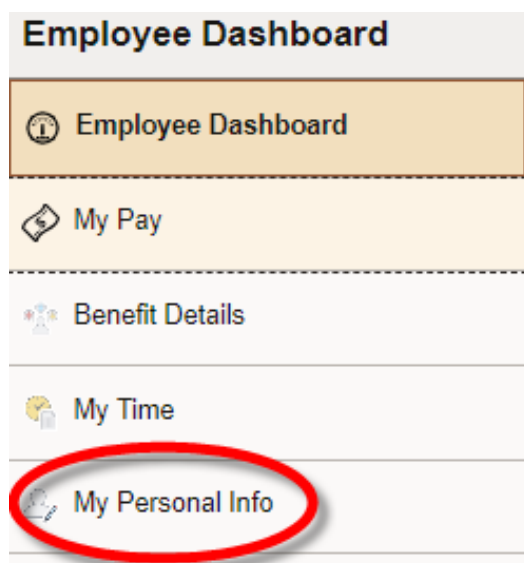 Employee Dashboard
Employee Dashboard
My Pay
Benefit Details
My Time
My Personal Info